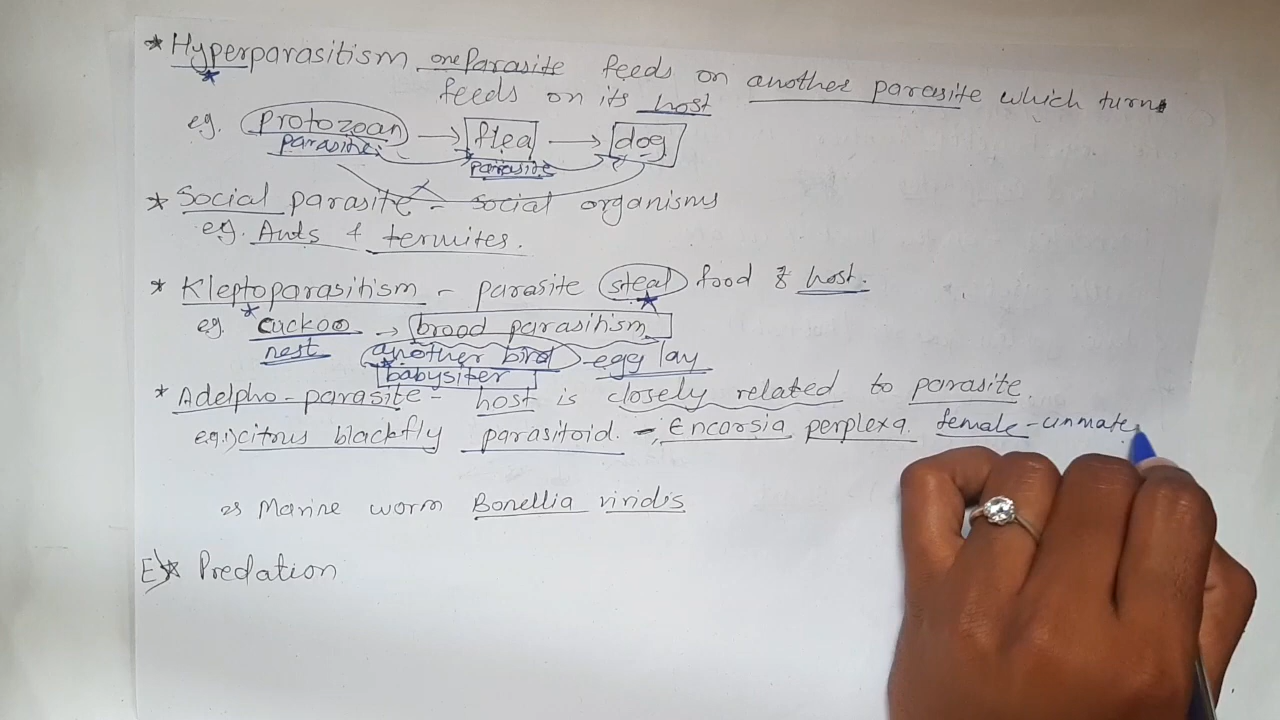 * Hyperparasitism one Parasite feeds on another parasite which turns
feeds on its host
eg. Protozoan → flea → dog
parasite parasite
* Social parasite - social organisms
eg. Ants & termites.
* Kleptoparasitism - parasite steal food & host.
eg. Cuckoo → brood parasitism
nest another bird egg lay
babysiter
* Adelpho-parasite - host is closely related to parasite.
eg: 1) citrus blackfly parasitoid. - Encarsia perplexa. female - unmate
2) Marine worm Bonellia viridis
E) * Predation